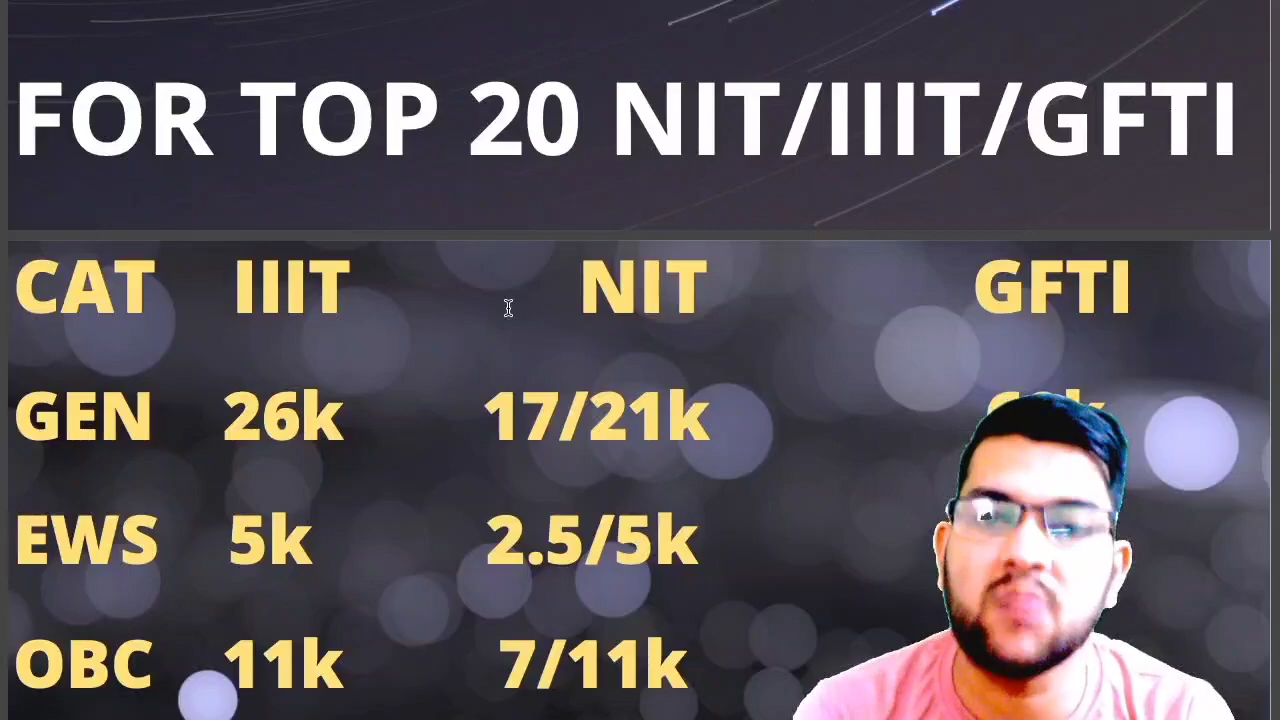 FOR TOP 20 NIT/IIIT/GFTI
CAT IIIT NIT GFTI
GEN 26k 17/21k
EWS 5k 2.5/5k
OBC 11k 7/11k